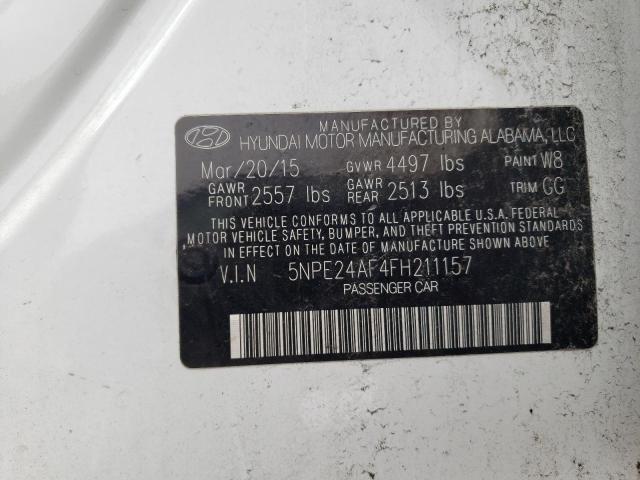 MANUFACTURED BY
HYUNDAI MOTOR MANUFACTURING ALABAMA, LLC
Mar/20/15 GVWR 4497 lbs PAINT W8
GAWR FRONT 2557 lbs GAWR REAR 2513 lbs TRIM GG
THIS VEHICLE CONFORMS TO ALL APPLICABLE U.S.A. FEDERAL
MOTOR VEHICLE SAFETY, BUMPER, AND THEFT PREVENTION STANDARDS
IN EFFECT ON THE DATE OF MANUFACTURE SHOWN ABOVE.
V.I.N 5NPE24AF4FH211157
PASSENGER CAR